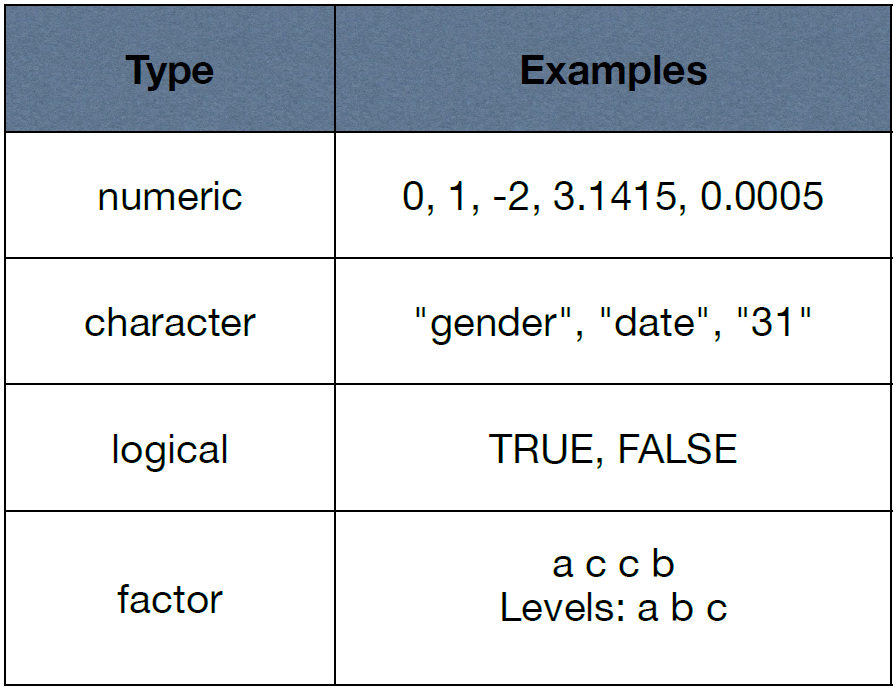 Type Examples
numeric 0, 1, -2, 3.1415, 0.0005
character "gender", "date", "31"
logical TRUE, FALSE
factor a c c b
Levels: a b c